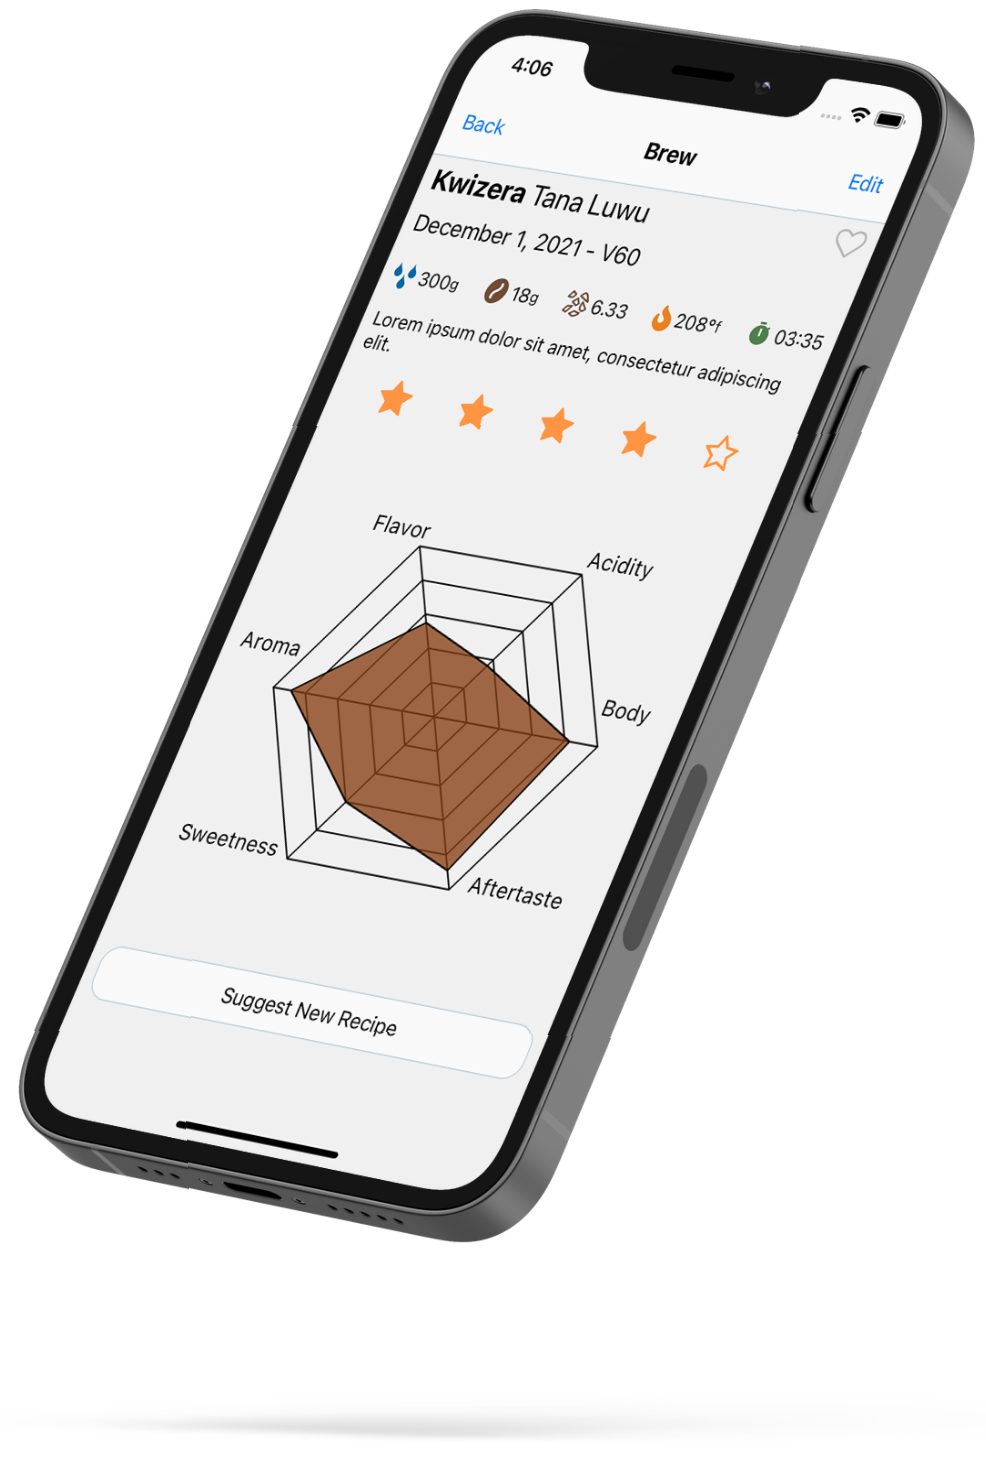 4:06
Back
Brew
Edit
Kwizera Tana Luwu
December 1, 2021 - V60
300g 18g 6.33 208°f 03:35
Lorem ipsum dolor sit amet, consectetur adipiscing
elit.
Flavor
Acidity
Aroma
Body
Sweetness
Aftertaste
Suggest New Recipe